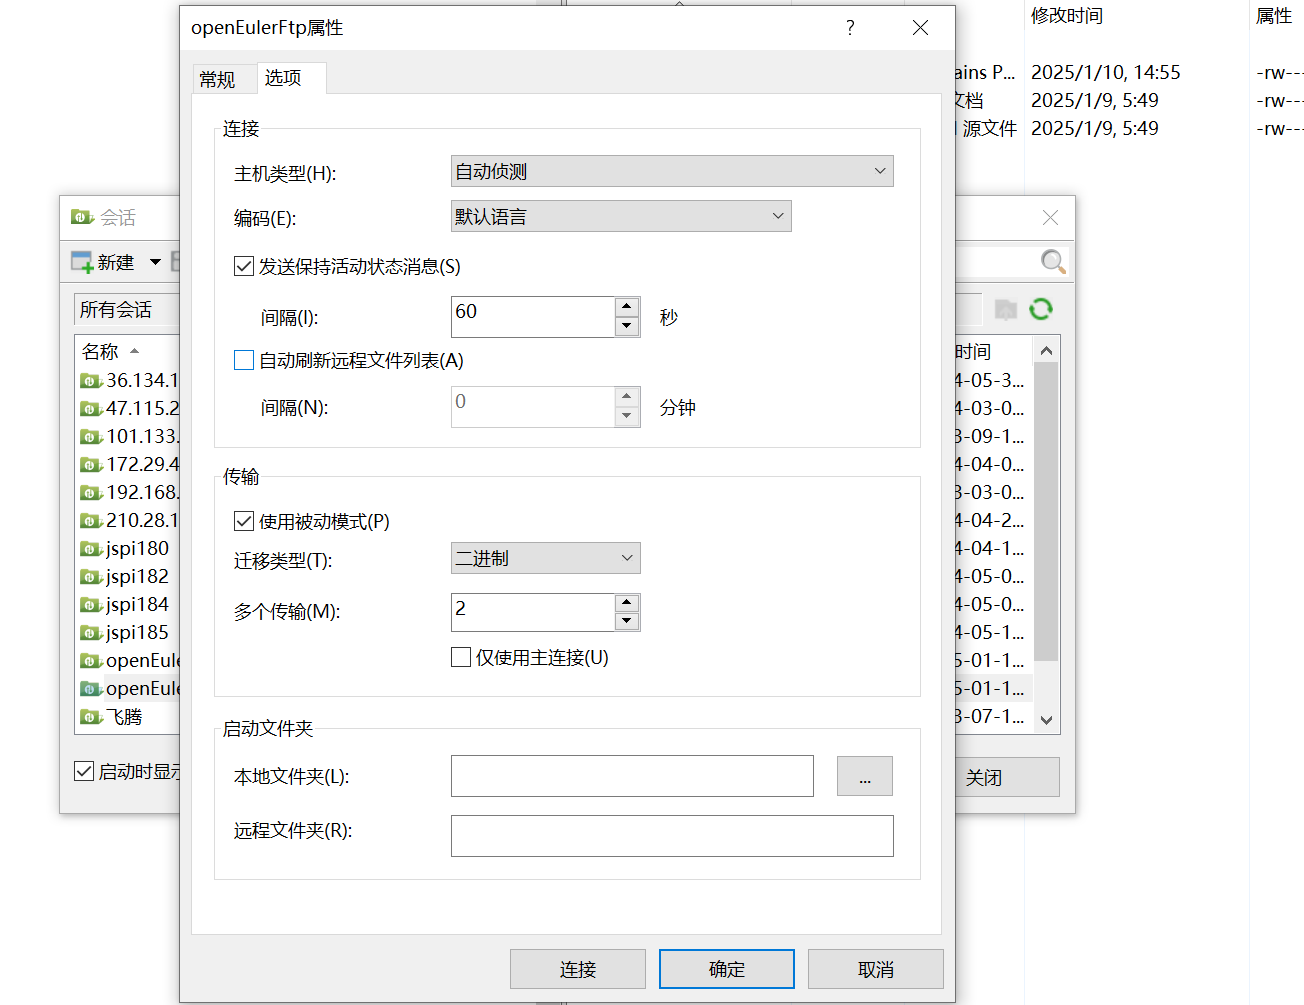 openEulerFtp属性
?
修改时间
属性
常规
选项
ains P...
2025/1/10, 14:55
-rw---
文档
2025/1/9, 5:49
-rw---
源文件
2025/1/9, 5:49
-rw---
连接
主机类型(H):
自动侦测
编码(E):
默认语言
发送保持活动状态消息(S)
间隔(I):
60
秒
自动刷新远程文件列表(A)
间隔(N):
0
分钟
传输
使用被动模式(P)
迁移类型(T):
二进制
多个传输(M):
2
仅使用主连接(U)
启动文件夹
本地文件夹(L):
...
远程文件夹(R):
连接
确定
取消
会话
新建
所有会话
名称
时间
36.134.1
4-05-3...
47.115.2
4-03-0...
101.133.
3-09-1...
172.29.4
4-04-0...
192.168.
3-03-0...
210.28.1
4-04-2...
jspi180
4-04-1...
jspi182
4-05-0...
jspi184
4-05-0...
jspi185
4-05-1...
openEule
5-01-1...
openEule
5-01-1...
飞腾
3-07-1...
启动时显示
关闭